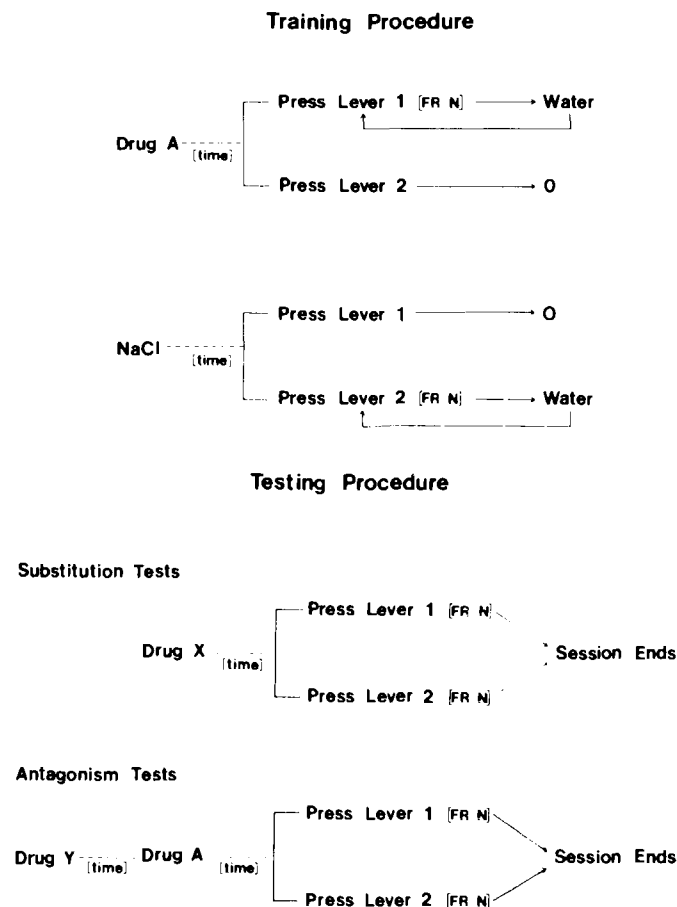 Training Procedure
Press Lever 1 [FR N] Water
Drug A [time]
Press Lever 2 O
Press Lever 1 O
NaCl [time]
Press Lever 2 [FR N] Water
Testing Procedure
Substitution Tests
Press Lever 1 [FR N]
Drug X [time] Session Ends
Press Lever 2 [FR N]
Antagonism Tests
Press Lever 1 [FR N]
Drug Y [time] Drug A [time] Session Ends
Press Lever 2 [FR N]